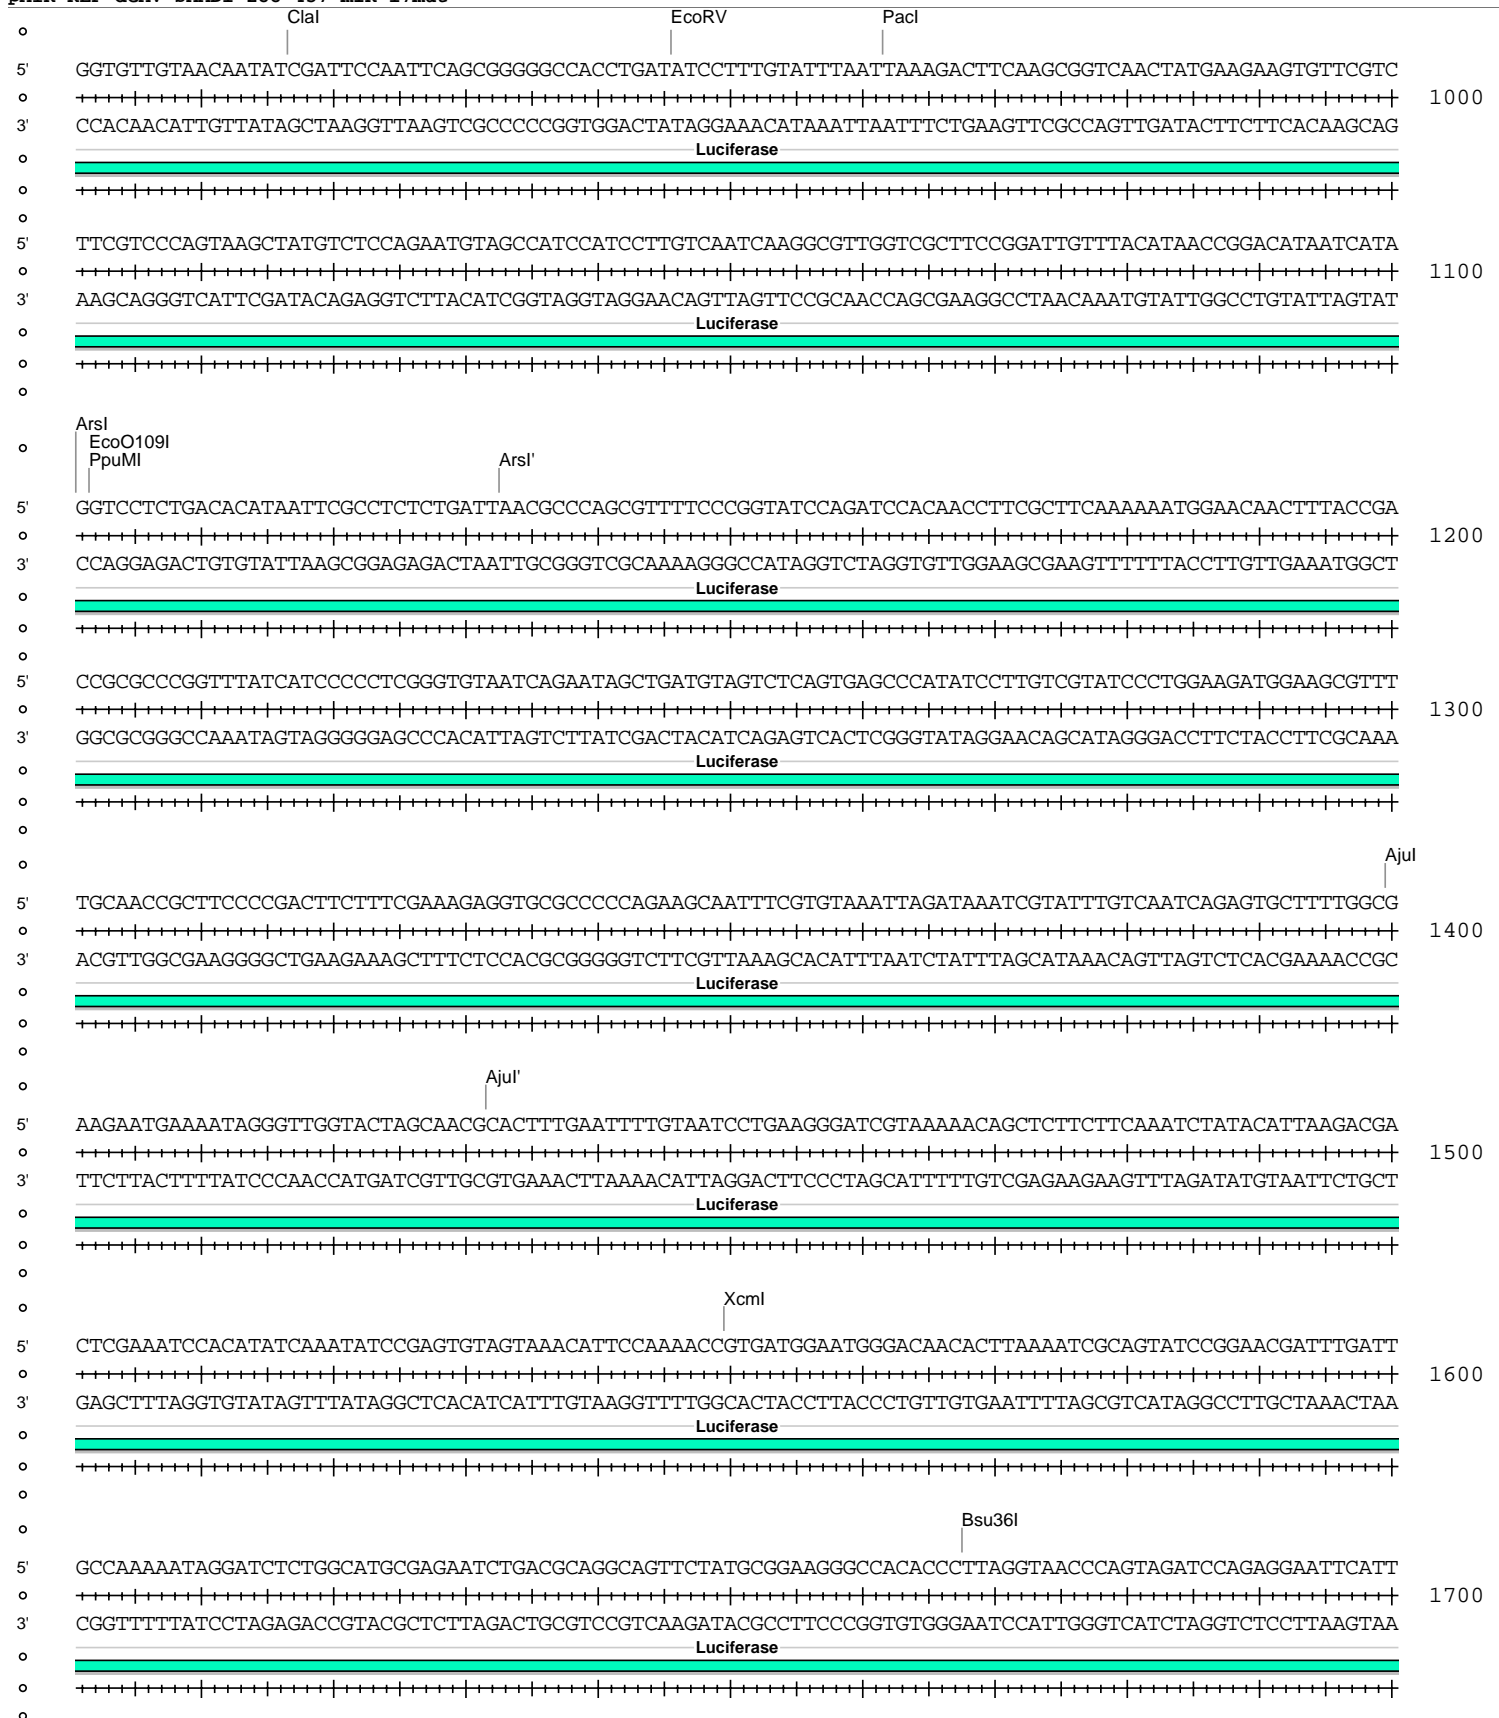 ClaI EcoRV PacI
5' GGTGTTGTAACAATATCGATTCCAATTCAGCGGGGGCCACCTGATATCCTTTGTATTTAATTAAAGACTTCAAGCGGTCAACTATGAAGAAGTGTTCGTC
1000
3' CCACAACATTGTTATAGCTAAGGTTAAGTCGCCCCCGGTGGACTATAGGAAACATAAATTAATTTCTGAAGTTCGCCAGTTGATACTTCTTCACAAGCAG
Luciferase
5' TTCGTCCCAGTAAGCTATGTCTCCAGAATGTAGCCATCCATCCTTGTCAATCAAGGCGTTGGTCGCTTCCGGATTGTTTACATAACCGGACATAATCATA
1100
3' AAGCAGGGTCATTCGATACAGAGGTCTTACATCGGTAGGTAGGAACAGTTAGTTCCGCAACCAGCGAAGGCCTAACAAATGTATTGGCCTGTATTAGTAT
Luciferase
ArsI
EcoO109I
PpuMI ArsI'
5' GGTCCTCTGACACATAATTCGCCTCTCTGATTAACGCCCAGCGTTTTCCCGGTATCCAGATCCACAACCTTCGCTTCAAAAAATGGAACAACTTTACCGA
1200
3' CCAGGAGACTGTGTATTAAGCGGAGAGACTAATTGCGGGTCGCAAAAGGGCCATAGGTCTAGGTGTTGGAAGCGAAGTTTTTTACCTTGTTGAAATGGCT
Luciferase
5' CCGCGCCCGGTTTATCATCCCCCTCGGGTGTAATCAGAATAGCTGATGTAGTCTCAGTGAGCCCATATCCTTGTCGTATCCCTGGAAGATGGAAGCGTTT
1300
3' GGCGCGGGCCAAATAGTAGGGGGAGCCCACATTAGTCTTATCGACTACATCAGAGTCACTCGGGTATAGGAACAGCATAGGGACCTTCTACCTTCGCAAA
Luciferase
AjuI
5' TGCAACCGCTTCCCCGACTTCTTTCGAAAGAGGTGCGCCCCCAGAAGCAATTTCGTGTAAATTAGATAAATCGTATTTGTCAATCAGAGTGCTTTTGGCG
1400
3' ACGTTGGCGAAGGGGCTGAAGAAAGCTTTCTCCACGCGGGGGTCTTCGTTAAAGCACATTTAATCTATTTAGCATAAACAGTTAGTCTCACGAAAACCGC
Luciferase
AjuI'
5' AAGAATGAAAATAGGGTTGGTACTAGCAACGCACTTTGAATTTTGTAATCCTGAAGGGATCGTAAAAACAGCTCTTCTTCAAATCTATACATTAAGACGA
1500
3' TTCTTACTTTTATCCCAACCATGATCGTTGCGTGAAACTTAAAACATTAGGACTTCCCTAGCATTTTTGTCGAGAAGAAGTTTAGATATGTAATTCTGCT
Luciferase
XcmI
5' CTCGAAATCCACATATCAAATATCCGAGTGTAGTAAACATTCCAAAACCGTGATGGAATGGGACAACACTTAAAATCGCAGTATCCGGAACGATTTGATT
1600
3' GAGCTTTAGGTGTATAGTTTATAGGCTCACATCATTTGTAAGGTTTTGGCACTACCTTACCCTGTTGTGAATTTTAGCGTCATAGGCCTTGCTAAACTAA
Luciferase
Bsu36I
5' GCCAAAAATAGGATCTCTGGCATGCGAGAATCTGACGCAGGCAGTTCTATGCGGAAGGGCCACACCCTTAGGTAACCCAGTAGATCCAGAGGAATTCATT
1700
3' CGGTTTTTATCCTAGAGACCGTACGCTCTTAGACTGCGTCCGTCAAGATACGCCTTCCCGGTGTGGGAATCCATTGGGTCATCTAGGTCTCCTTAAGTAA
Luciferase